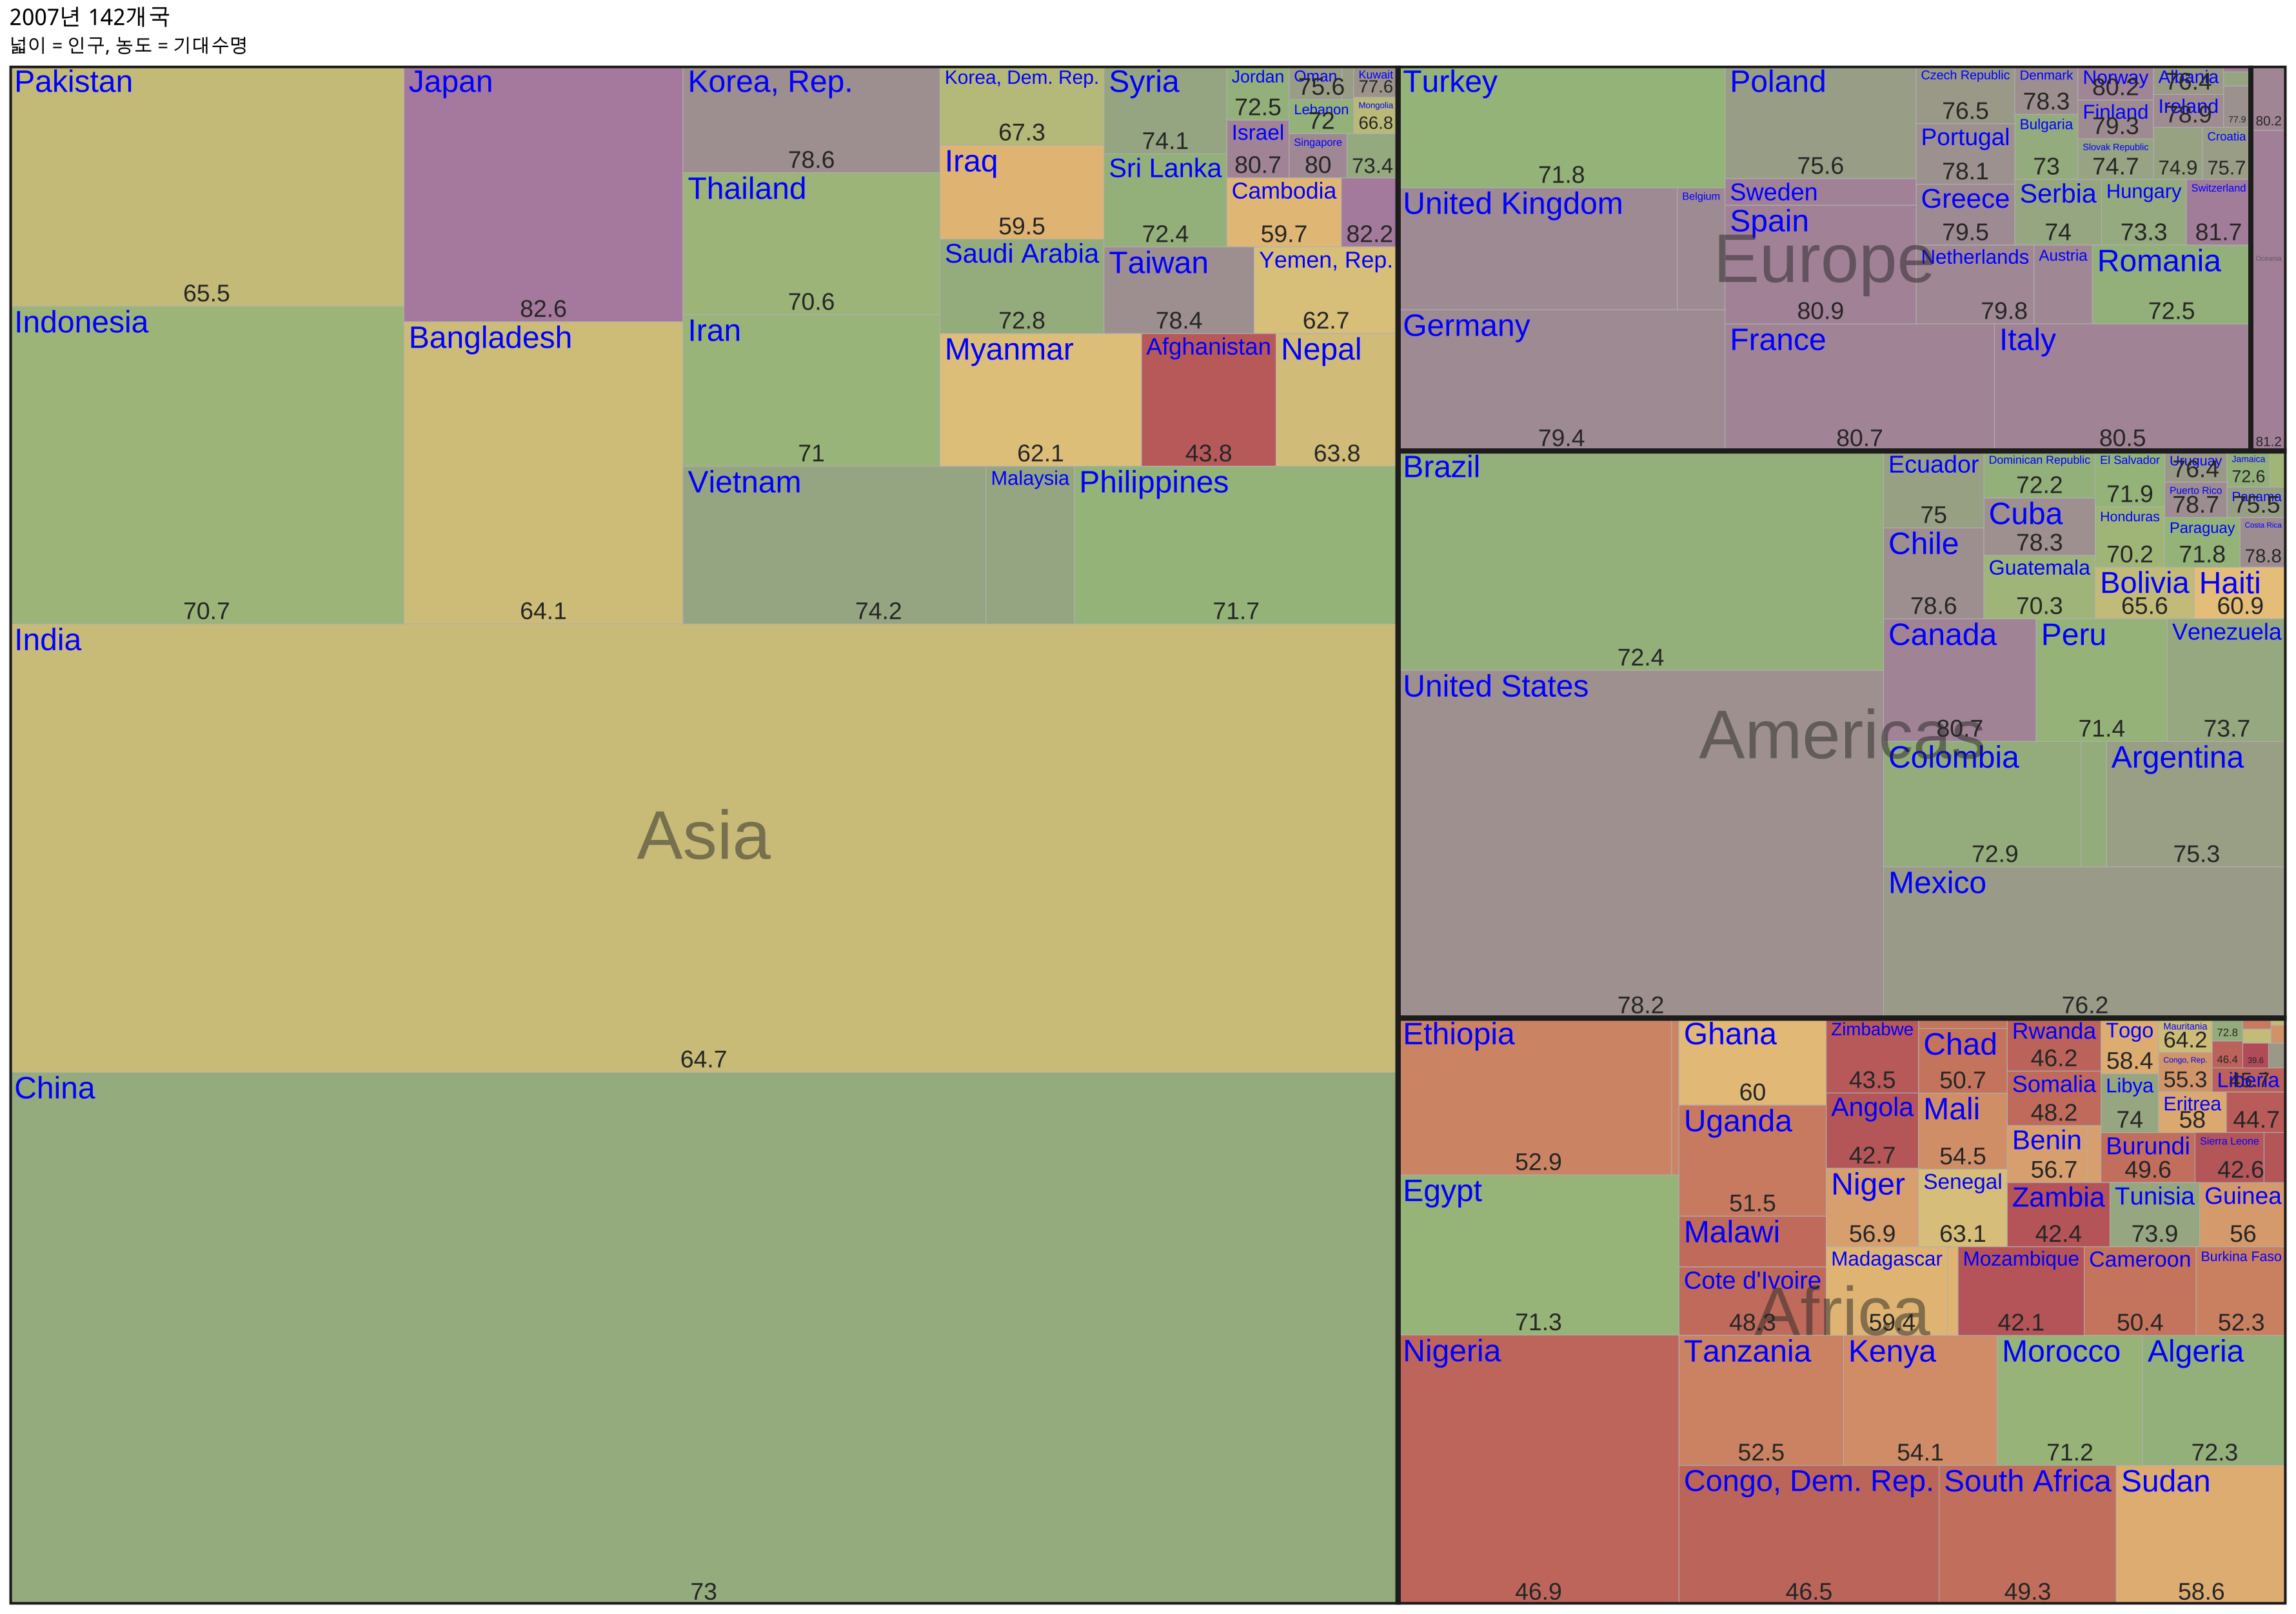 2007년 142개국
넓이 = 인구, 농도 = 기대수명
Pakistan
65.5
Japan
82.6
Korea, Rep.
78.6
Korea, Dem. Rep.
67.3
Syria
74.1
Jordan
72.5
Oman
75.6
Kuwait
77.6
Lebanon
72
Mongolia
66.8
Israel
80.7
Singapore
80
73.4
Iraq
59.5
Sri Lanka
72.4
Cambodia
59.7
82.2
Thailand
70.6
Saudi Arabia
72.8
Taiwan
78.4
Yemen, Rep.
62.7
Indonesia
70.7
Bangladesh
64.1
Iran
71
Myanmar
62.1
Afghanistan
43.8
Nepal
63.8
Vietnam
74.2
Malaysia
Philippines
71.7
India
64.7
Asia
China
73
Turkey
71.8
Poland
75.6
Czech Republic
76.5
Denmark
78.3
Norway
80.2
Albania
76.4
Finland
79.3
Ireland
78.9
77.9
Portugal
78.1
Bulgaria
73
Slovak Republic
74.7
74.9
Croatia
75.7
United Kingdom
Belgium
Sweden
Spain
80.9
Greece
79.5
Serbia
74
Hungary
73.3
Switzerland
81.7
Europe
Netherlands
79.8
Austria
Romania
72.5
Germany
79.4
France
80.7
Italy
80.5
80.2
Oceania
81.2
Brazil
72.4
Ecuador
75
Dominican Republic
72.2
El Salvador
71.9
Uruguay
76.4
Jamaica
72.6
Puerto Rico
78.7
Panama
75.5
Cuba
78.3
Honduras
70.2
Paraguay
71.8
Costa Rica
78.8
Chile
78.6
Guatemala
70.3
Bolivia
65.6
Haiti
60.9
United States
78.2
Canada
80.7
Peru
71.4
Venezuela
73.7
Americas
Colombia
72.9
Argentina
75.3
Mexico
76.2
Ethiopia
52.9
Ghana
60
Zimbabwe
43.5
Chad
50.7
Rwanda
46.2
Togo
58.4
Mauritania
64.2
72.8
Congo, Rep.
55.3
46.4
39.6
Liberia
45.7
Uganda
51.5
Angola
42.7
Mali
54.5
Somalia
48.2
Libya
74
Eritrea
58
44.7
Benin
56.7
Burundi
49.6
Sierra Leone
42.6
Egypt
71.3
Malawi
Niger
56.9
Senegal
63.1
Zambia
42.4
Tunisia
73.9
Guinea
56
Cote d'Ivoire
48.3
Madagascar
59.4
Mozambique
42.1
Cameroon
50.4
Burkina Faso
52.3
Africa
Nigeria
46.9
Tanzania
52.5
Kenya
54.1
Morocco
71.2
Algeria
72.3
Congo, Dem. Rep.
46.5
South Africa
49.3
Sudan
58.6